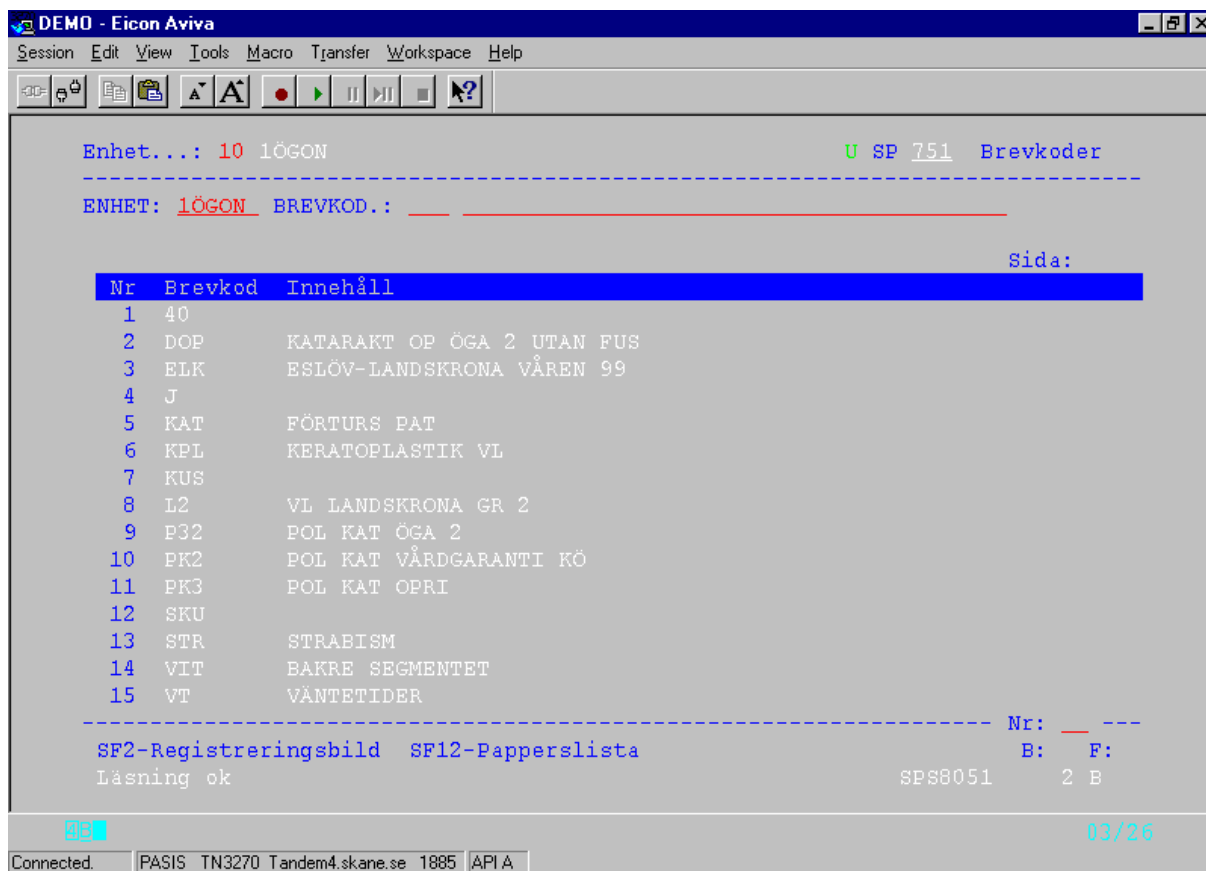 DEMO - Eicon Aviva
Session Edit View Tools Macro Transfer Workspace Help
Enhet...: 10 1ÖGON U SP 751 Brevkoder
ENHET: 1ÖGON BREVKOD.:
Sida:
Nr Brevkod Innehåll
1 40
2 DOP KATARAKT OP ÖGA 2 UTAN FUS
3 ELK ESLÖV-LANDSKRONA VÅREN 99
4 J
5 KAT FÖRTURS PAT
6 KPL KERATOPLASTIK VL
7 KUS
8 L2 VL LANDSKRONA GR 2
9 P32 POL KAT ÖGA 2
10 PK2 POL KAT VÅRDGARANTI KÖ
11 PK3 POL KAT OPRI
12 SKU
13 STR STRABISM
14 VIT BAKRE SEGMENTET
15 VT VÄNTETIDER
Nr: __ ---
SF2-Registreringsbild SF12-Papperslista B: F:
Läsning ok SPS8051 2 B
4B 03/26
Connected. PASIS TN3270 Tandem4.skane.se 1885 API A